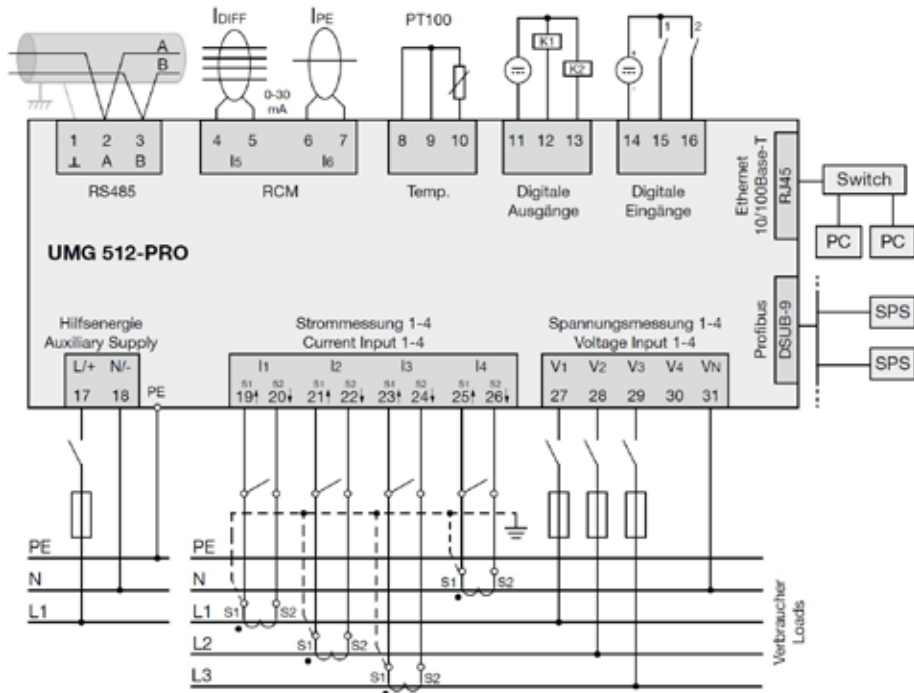 IDIFF
IPE
PT100
A
B
0-30
mA
K1
K2
+
-
1
2
1 2 3
⊥ A B
RS485
4 5 6 7
I5 I6
RCM
8 9 10
Temp.
11 12 13
Digitale
Ausgänge
14 15 16
Digitale
Eingänge
Ethernet
10/100Base-T
RJ45
Switch
PC PC
UMG 512-PRO
Profibus
DSUB-9
SPS
SPS
Hilfsenergie
Auxiliary Supply
L/+ N/-
17 18
PE
Strommessung 1-4
Current Input 1-4
I1 I2 I3 I4
S1 S2 S1 S2 S1 S2 S1 S2
19 20 21 22 23 24 25 26
Spannungsmessung 1-4
Voltage Input 1-4
V1 V2 V3 V4 VN
27 28 29 30 31
PE
N
L1
PE
N
L1
L2
L3
S1 S2
S1 S2
S1 S2
S1 S2
Verbraucher
Loads